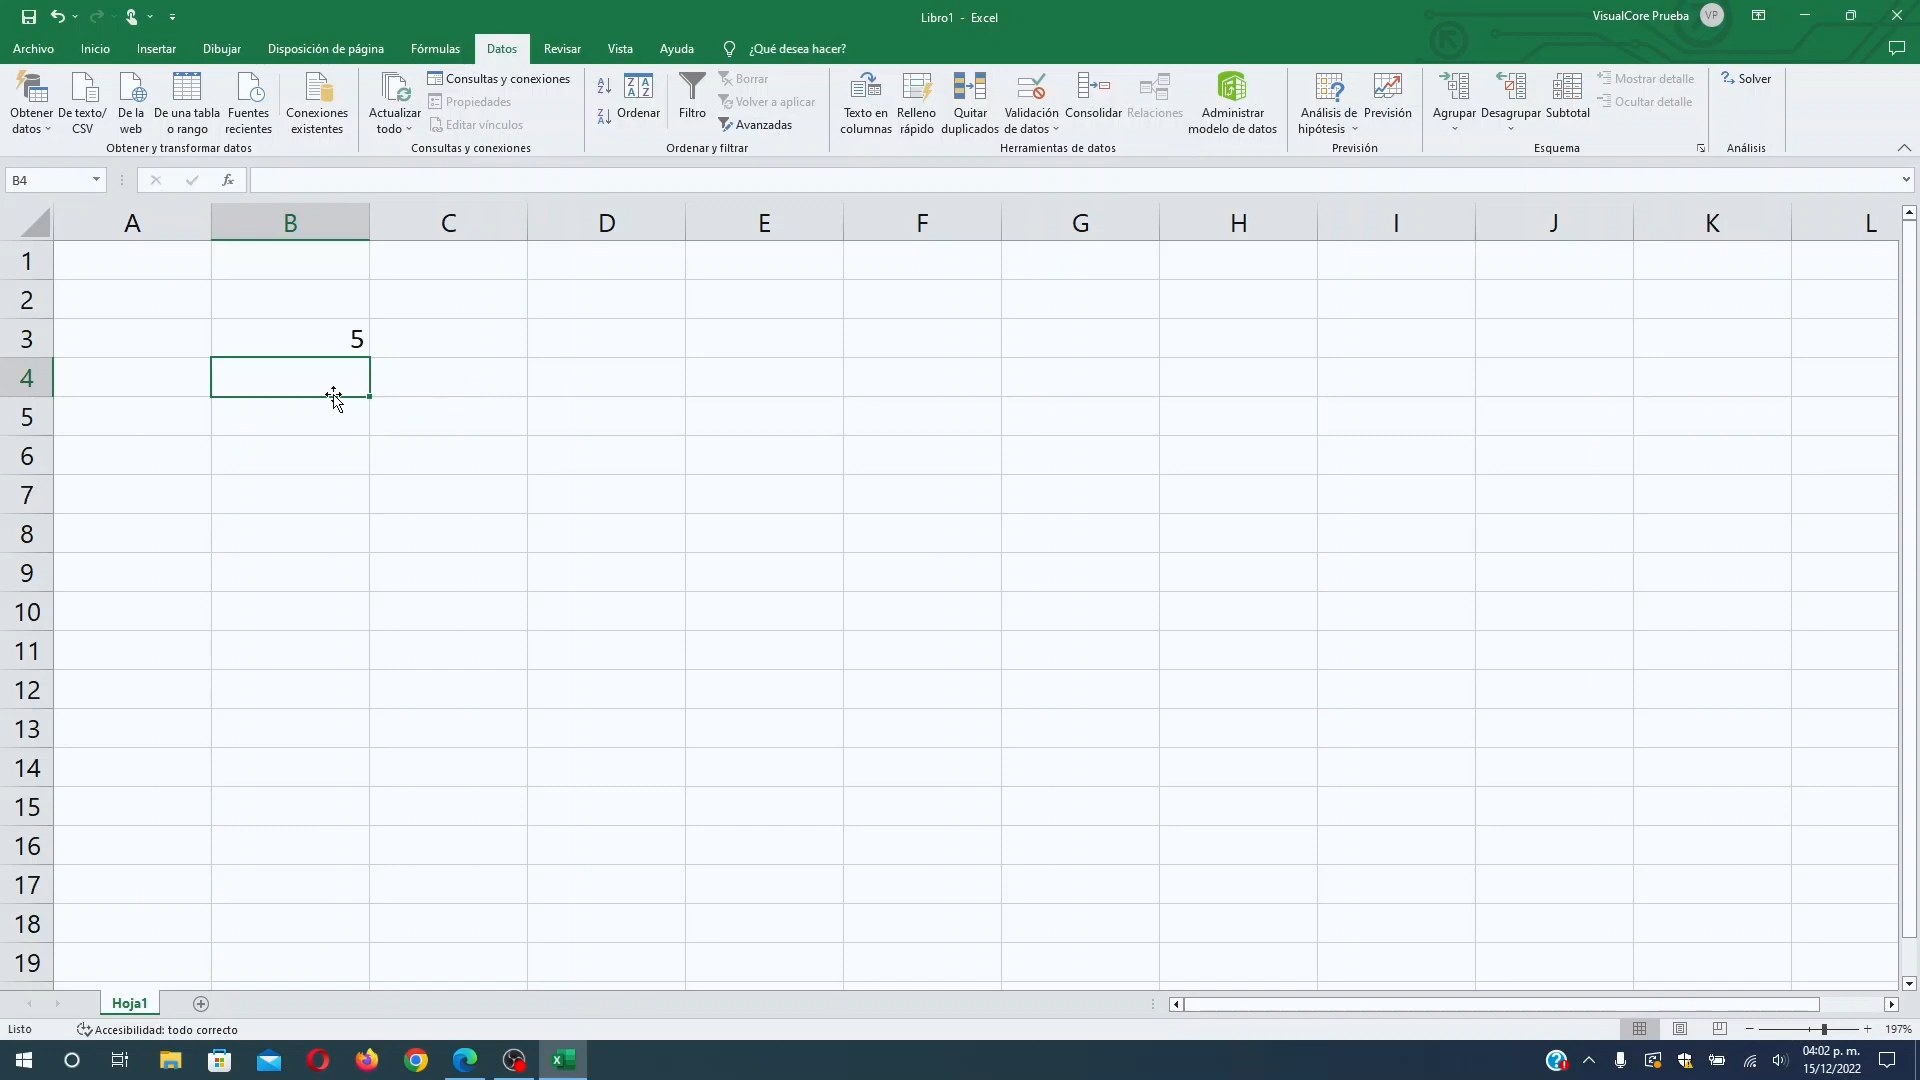 Libro1 - Excel
VisualCore Prueba
VP
Archivo
Inicio
Insertar
Dibujar
Disposición de página
Fórmulas
Datos
Revisar
Vista
Ayuda
¿Qué desea hacer?
Obtener datos
De texto/ CSV
De la web
De una tabla o rango
Fuentes recientes
Conexiones existentes
Obtener y transformar datos
Actualizar todo
Consultas y conexiones
Propiedades
Editar vínculos
Consultas y conexiones
Ordenar
Filtro
Borrar
Volver a aplicar
Avanzadas
Ordenar y filtrar
Texto en columnas
Relleno rápido
Quitar duplicados
Validación de datos
Consolidar
Relaciones
Administrar modelo de datos
Herramientas de datos
Análisis de hipótesis
Previsión
Previsión
Agrupar
Desagrupar
Subtotal
Mostrar detalle
Ocultar detalle
Esquema
Solver
Análisis
B4
fx
A B C D E F G H I J K L
1
2
3 5
4
5
6
7
8
9
10
11
12
13
14
15
16
17
18
19
Hoja1
Listo
Accesibilidad: todo correcto
197%
04:02 p. m.
15/12/2022